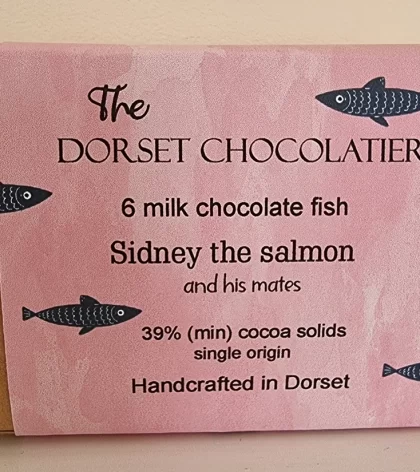 The
DORSET CHOCOLATIER
6 milk chocolate fish
Sidney the salmon
and his mates
39% (min) cocoa solids
single origin
Handcrafted in Dorset